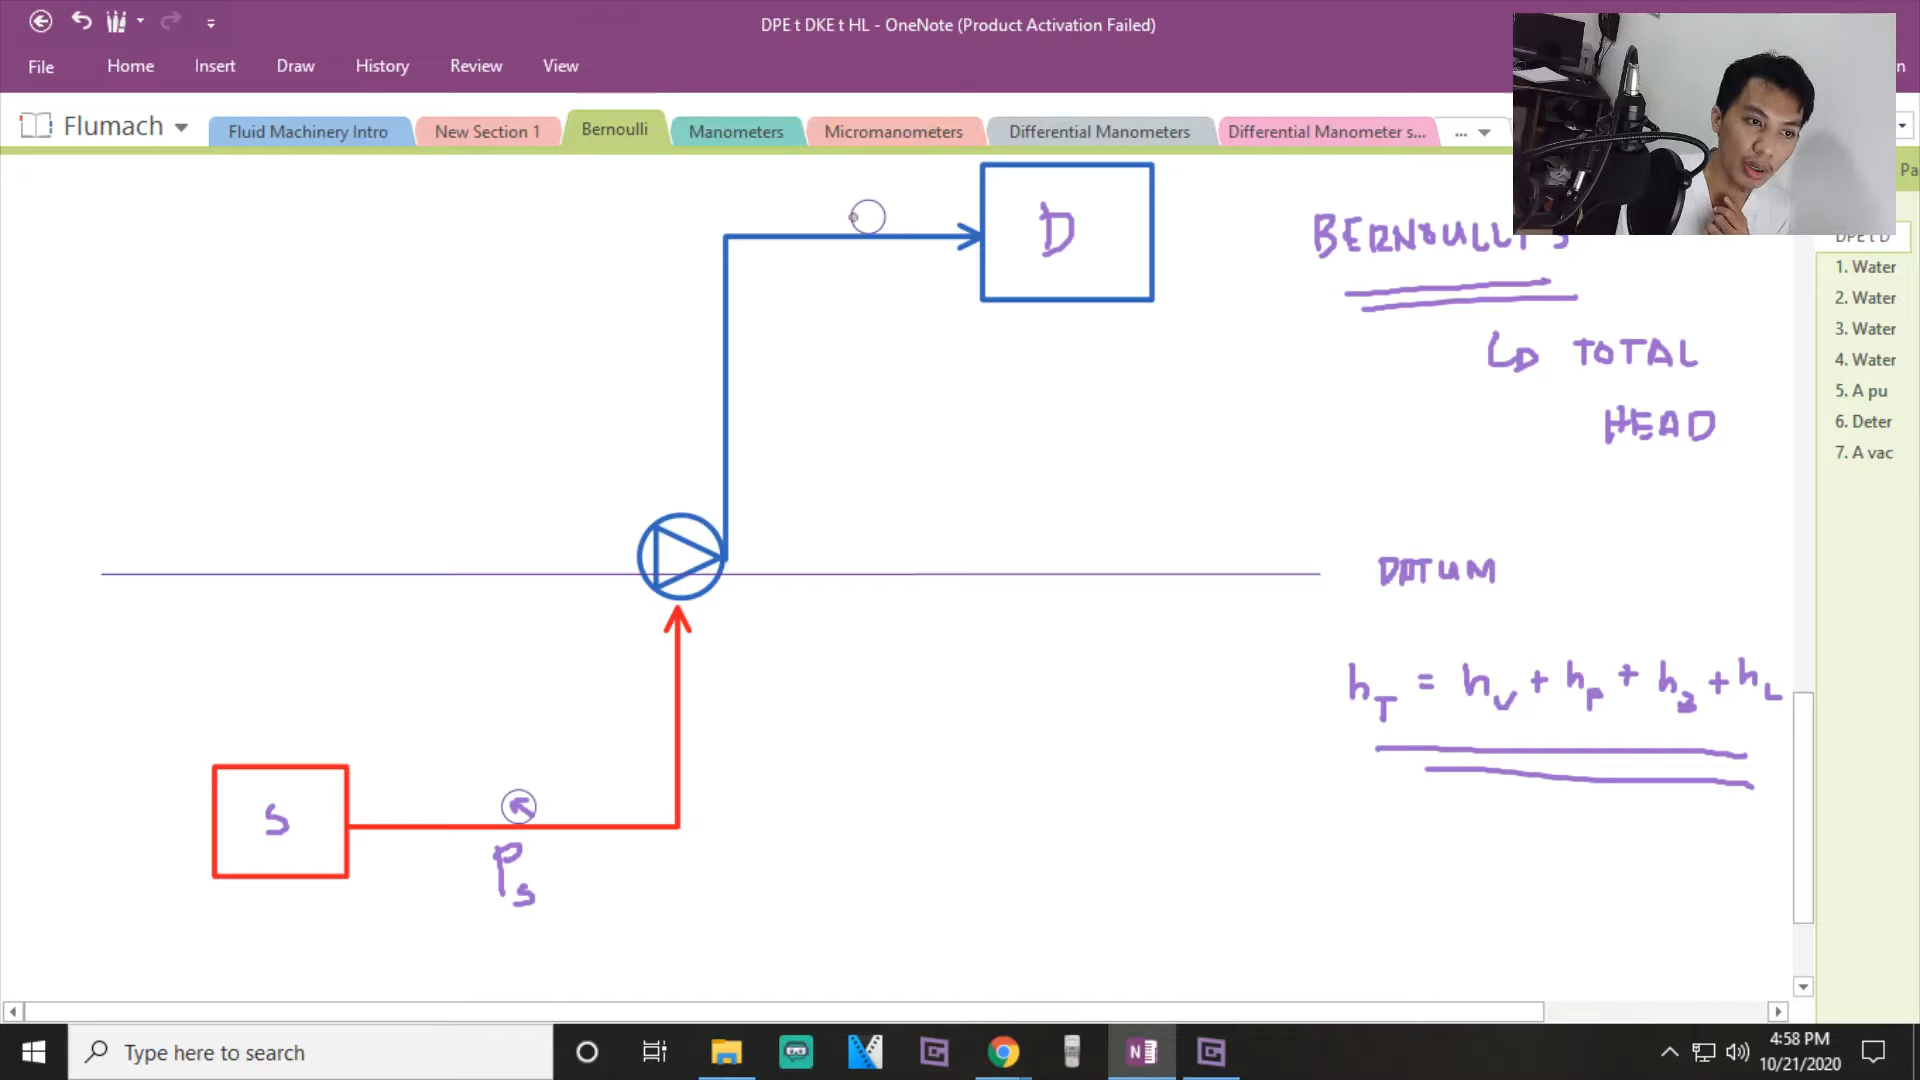 DPE t DKE t HL - OneNote (Product Activation Failed)
File Home Insert Draw History Review View
Flumach
Fluid Machinery Intro New Section 1 Bernoulli Manometers Micromanometers Differential Manometers Differential Manometer s... ...
Pa
DPE t D
1. Water
2. Water
3. Water
4. Water
5. A pu
6. Deter
7. A vac
D
BERNOULLI'S
TOTAL
HEAD
DATUM
hT = hv + hp + hz + hL
S
Ps
Type here to search
4:58 PM
10/21/2020